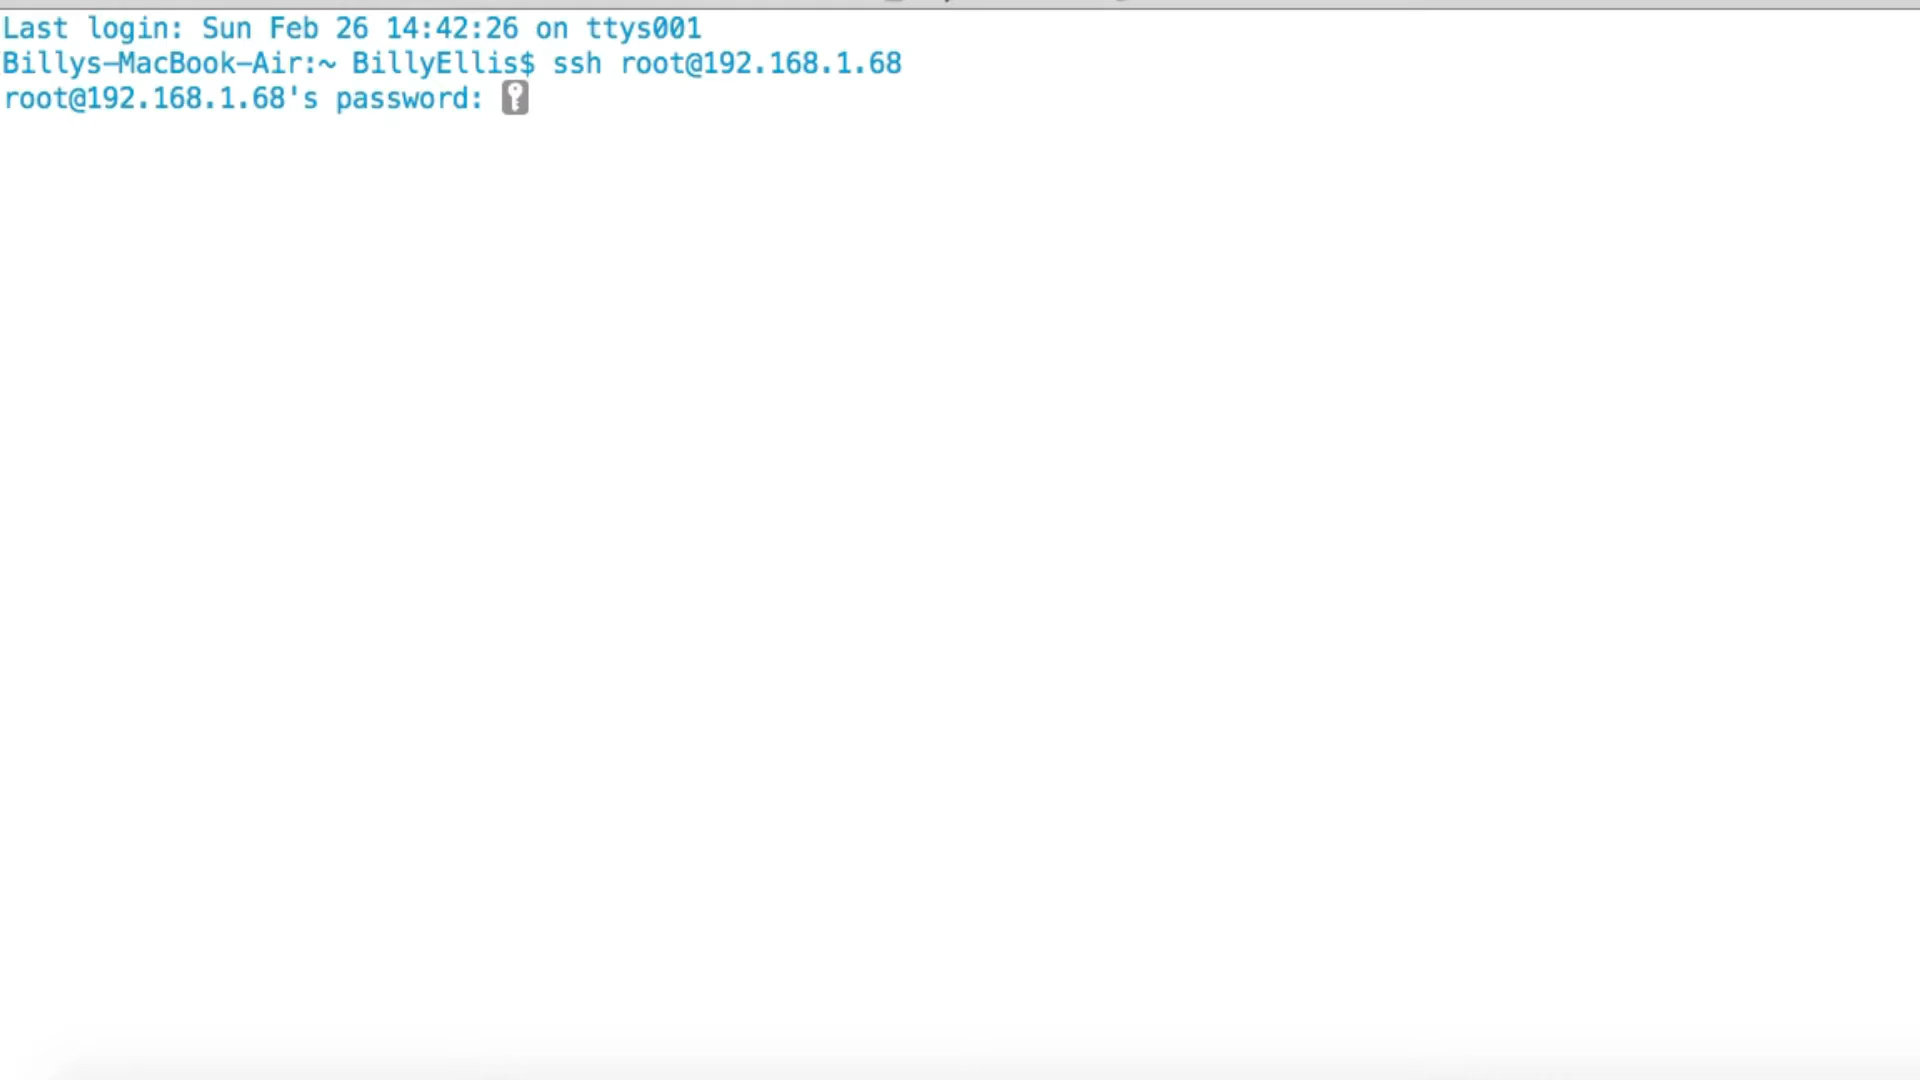 Last login: Sun Feb 26 14:42:26 on ttys001
Billys-MacBook-Air:~ BillyEllis$ ssh root@192.168.1.68
root@192.168.1.68's password: